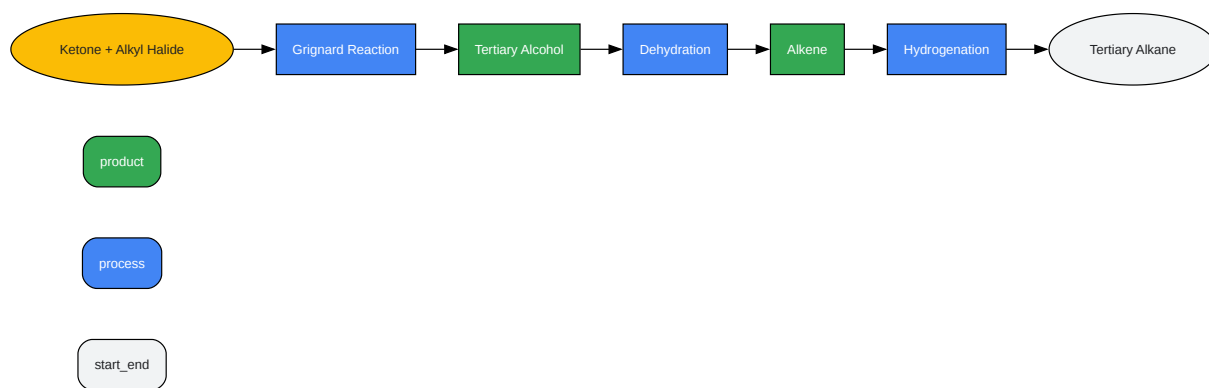 Ketone + Alkyl Halide
Grignard Reaction
Tertiary Alcohol
Dehydration
Alkene
Hydrogenation
Tertiary Alkane
product
process
start_end